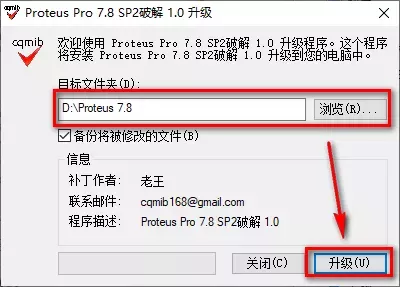 Proteus Pro 7.8 SP2破解 1.0 升级
cqmib
欢迎使用 Proteus Pro 7.8 SP2破解 1.0 升级程序。这个程序
将安装 Proteus Pro 7.8 SP2破解 1.0 升级到您的电脑中。
目标文件夹(D):
D:\Proteus 7.8
浏览(R)...
备份将被修改的文件(B)
信息
补丁作者: 老王
联系邮件: cqmib168@gmail.com
程序描述: Proteus Pro 7.8 SP2破解 1.0
关闭(C)
升级(U)